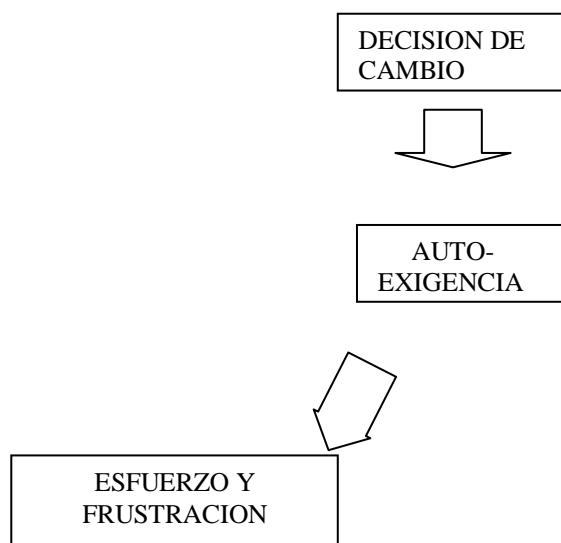 DECISION DE
CAMBIO
AUTO-
EXIGENCIA
ESFUERZO Y
FRUSTRACION